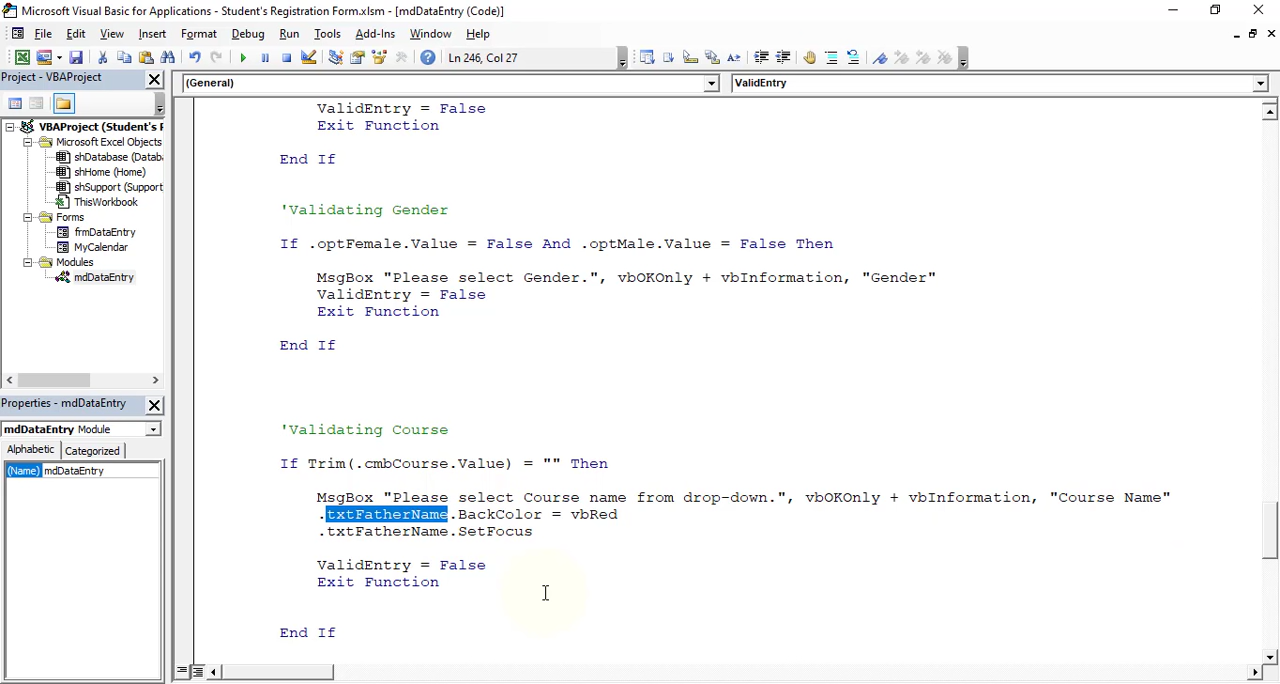 Microsoft Visual Basic for Applications - Student's Registration Form.xlsm - [mdDataEntry (Code)]
File Edit View Insert Format Debug Run Tools Add-Ins Window Help
Ln 246, Col 27
Project - VBAProject
(General)
ValidEntry
VBAProject (Student's F
Microsoft Excel Objects
shDatabase (Datab
shHome (Home)
shSupport (Support
ThisWorkbook
Forms
frmDataEntry
MyCalendar
Modules
mdDataEntry
Properties - mdDataEntry
mdDataEntry Module
Alphabetic Categorized
(Name) mdDataEntry
ValidEntry = False
Exit Function
End If
'Validating Gender
If .optFemale.Value = False And .optMale.Value = False Then
MsgBox "Please select Gender.", vbOKOnly + vbInformation, "Gender"
ValidEntry = False
Exit Function
End If
'Validating Course
If Trim(.cmbCourse.Value) = "" Then
MsgBox "Please select Course name from drop-down.", vbOKOnly + vbInformation, "Course Name"
.txtFatherName.BackColor = vbRed
.txtFatherName.SetFocus
ValidEntry = False
Exit Function
End If